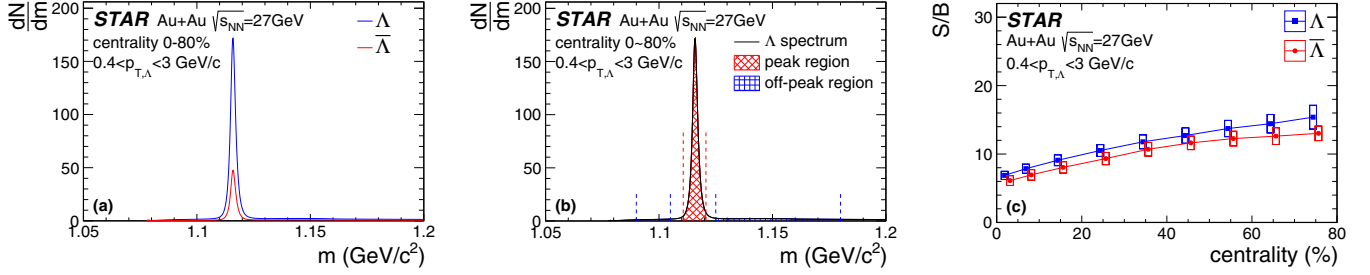 dN
dm
STAR Au+Au √sNN=27GeV
centrality 0-80%
0.4<pT,Λ<3 GeV/c
Λ
Λ̅
200
150
100
50
0
(a)
1.05 1.1 1.15 1.2
m (GeV/c²)
dN
dm
STAR Au+Au √sNN=27GeV
centrality 0~80%
0.4<pT,Λ<3 GeV/c
Λ spectrum
peak region
off-peak region
200
150
100
50
0
(b)
1.05 1.1 1.15 1.2
m (GeV/c²)
S/B
STAR
Au+Au √sNN=27GeV
0.4<pT,Λ<3 GeV/c
Λ
Λ̅
30
24
18
12
6
0
(c)
0 20 40 60 80
centrality (%)